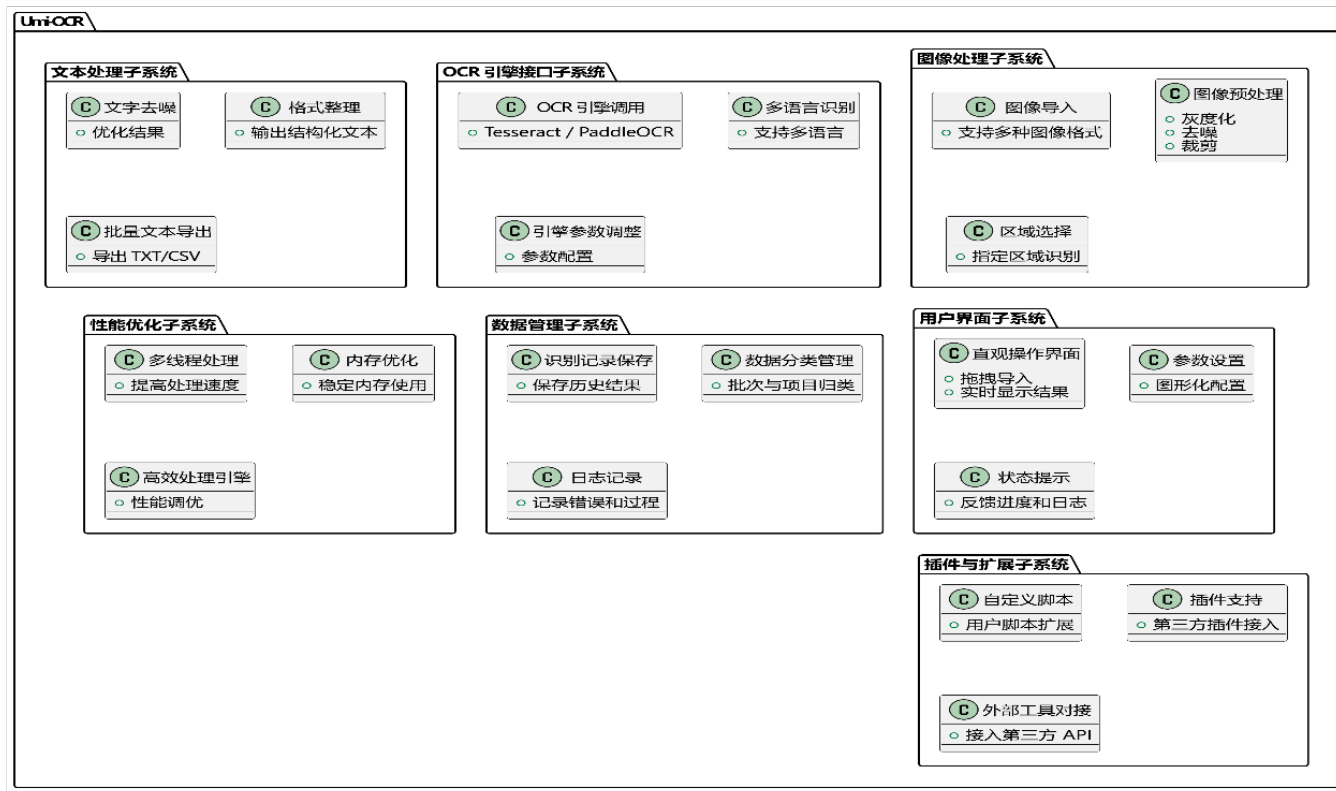 Umi-OCR
文本处理子系统
C 文字去噪
优化结果
C 格式整理
输出结构化文本
C 批量文本导出
导出 TXT/CSV
OCR 引擎接口子系统
C OCR 引擎调用
Tesseract / PaddleOCR
C 多语言识别
支持多语言
C 引擎参数调整
参数配置
图像处理子系统
C 图像导入
支持多种图像格式
C 图像预处理
灰度化
去噪
裁剪
C 区域选择
指定区域识别
性能优化子系统
C 多线程处理
提高处理速度
C 内存优化
稳定内存使用
C 高效处理引擎
性能调优
数据管理子系统
C 识别记录保存
保存历史结果
C 数据分类管理
批次与项目归类
C 日志记录
记录错误和过程
用户界面子系统
C 直观操作界面
拖拽导入
实时显示结果
C 参数设置
图形化配置
C 状态提示
反馈进度和日志
插件与扩展子系统
C 自定义脚本
用户脚本扩展
C 插件支持
第三方插件接入
C 外部工具对接
接入第三方 API